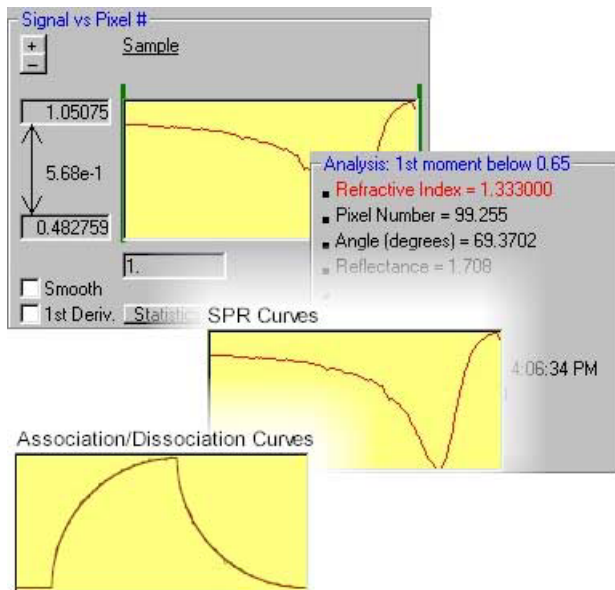 Signal vs Pixel #
+
Sample
–
1.05075
5.68e-1
0.482759
1.
Smooth
1st Deriv.
Analysis: 1st moment below 0.65
Refractive Index = 1.333000
Pixel Number = 99.255
Angle (degrees) = 69.3702
Reflectance = 1.708
SPR Curves
4:06:34 PM
Association/Dissociation Curves